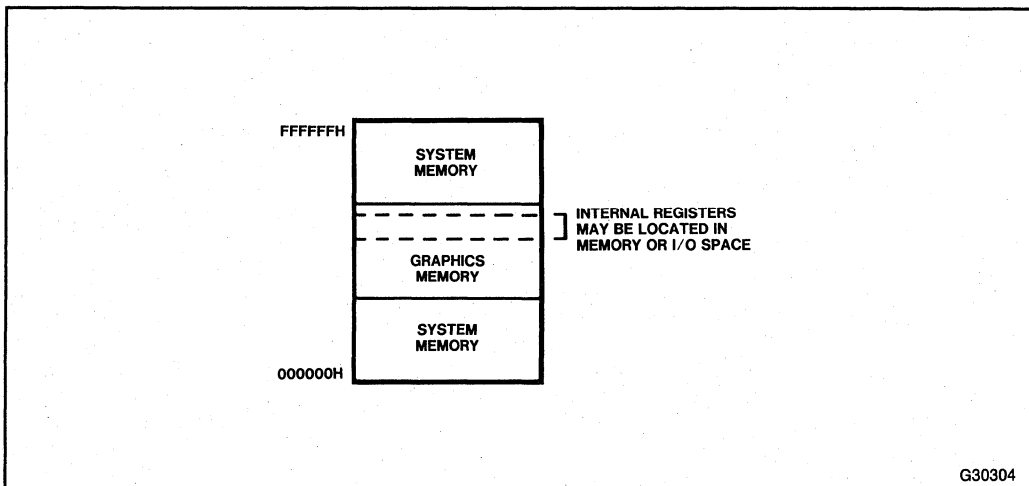 FFFFFFH
SYSTEM
MEMORY
INTERNAL REGISTERS
MAY BE LOCATED IN
MEMORY OR I/O SPACE
GRAPHICS
MEMORY
SYSTEM
MEMORY
000000H
G30304